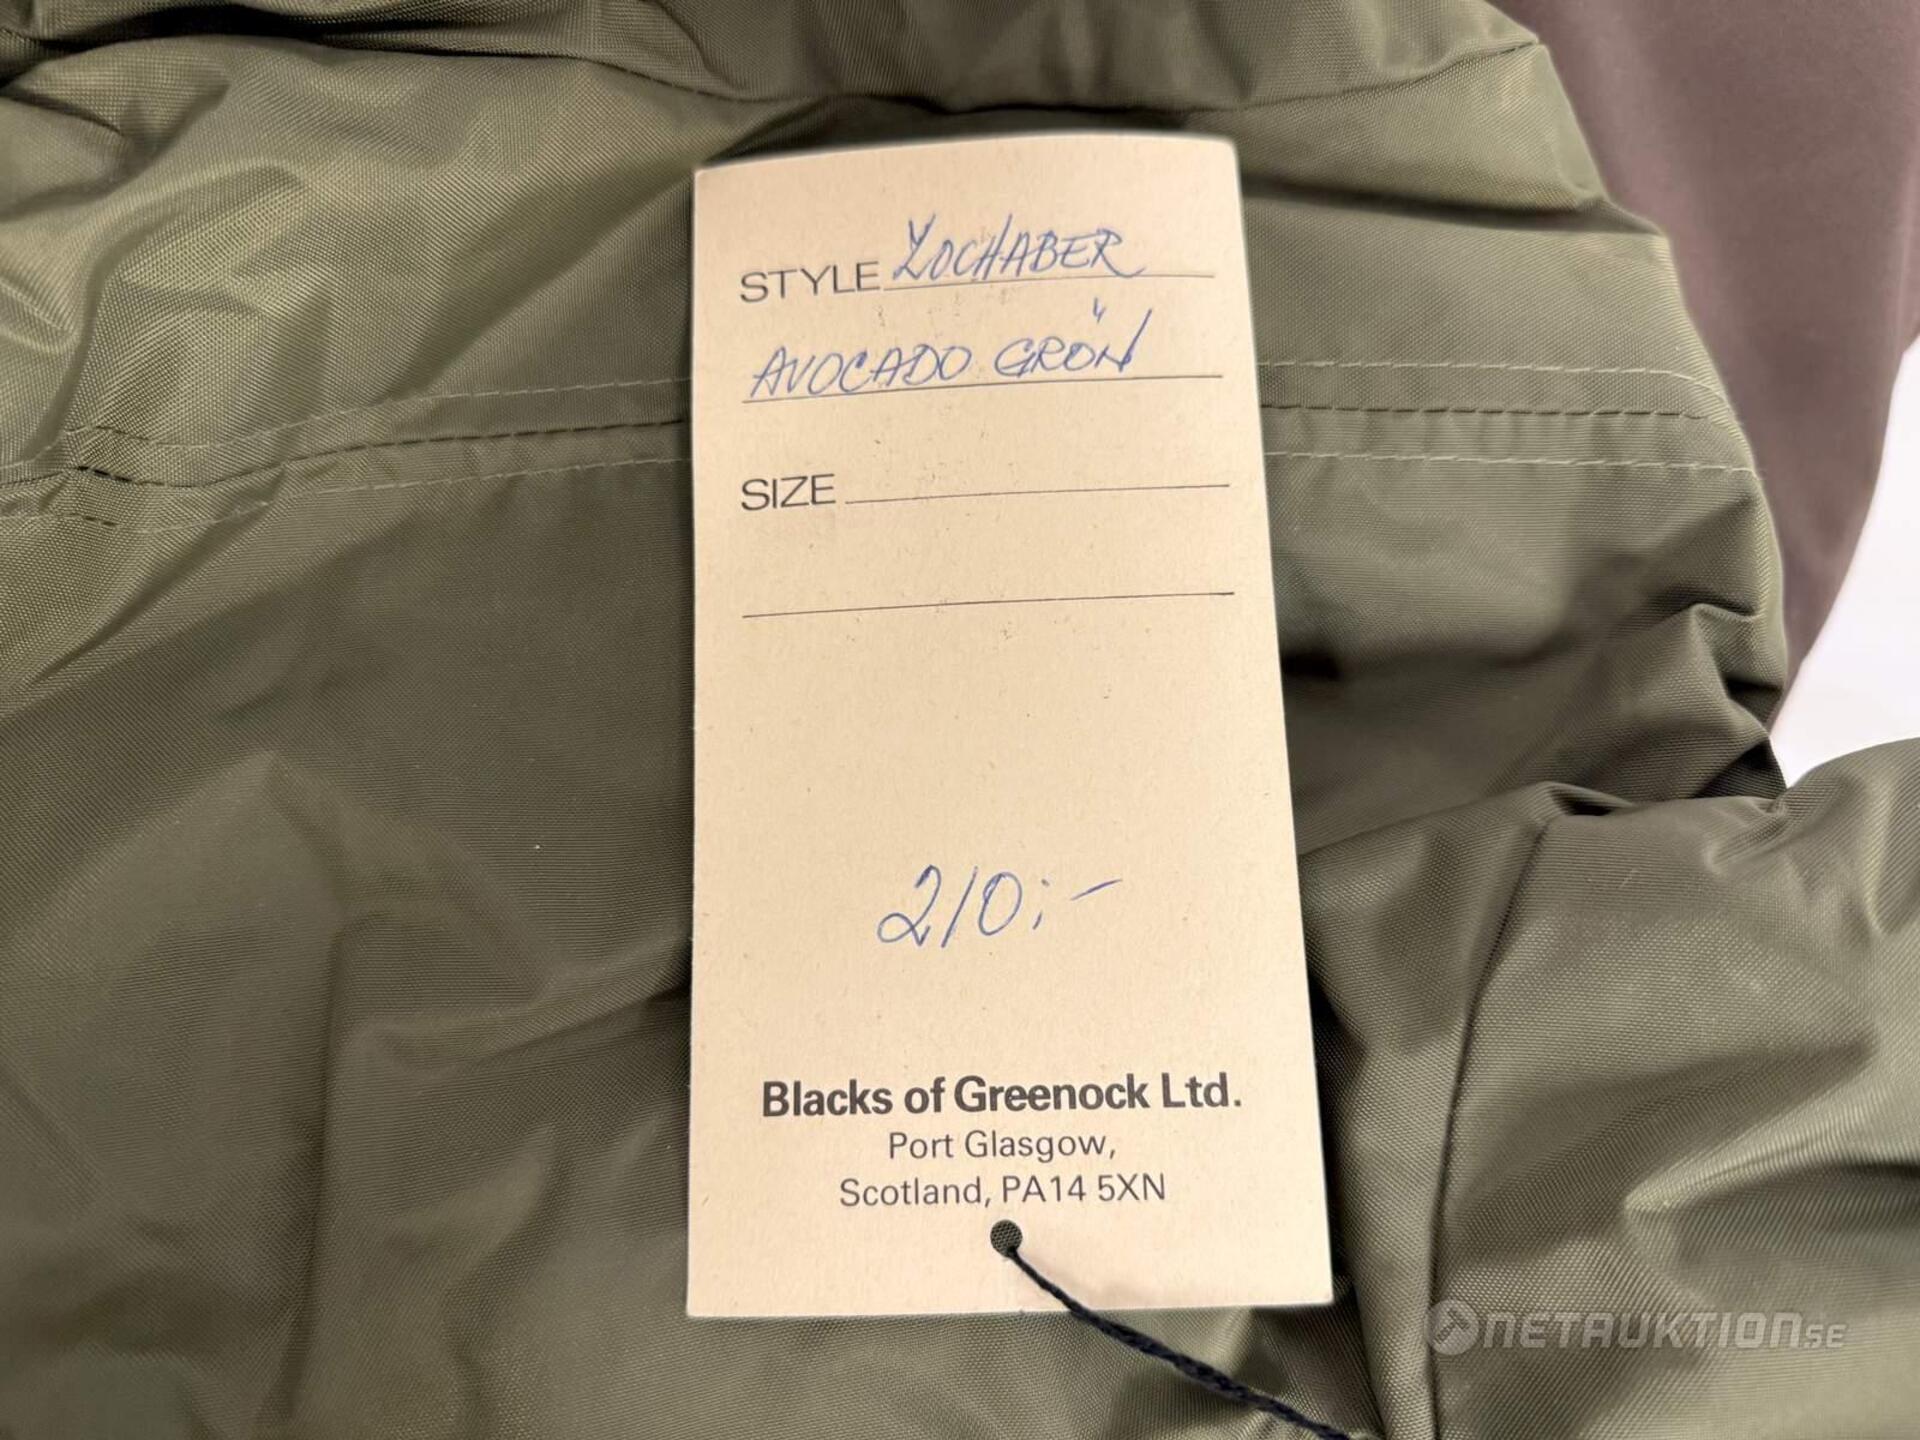 STYLE LOCHABER
AVOCADO GRÖN
SIZE
210:-
Blacks of Greenock Ltd.
Port Glasgow,
Scotland, PA14 5XN
NETAUKTION.SE